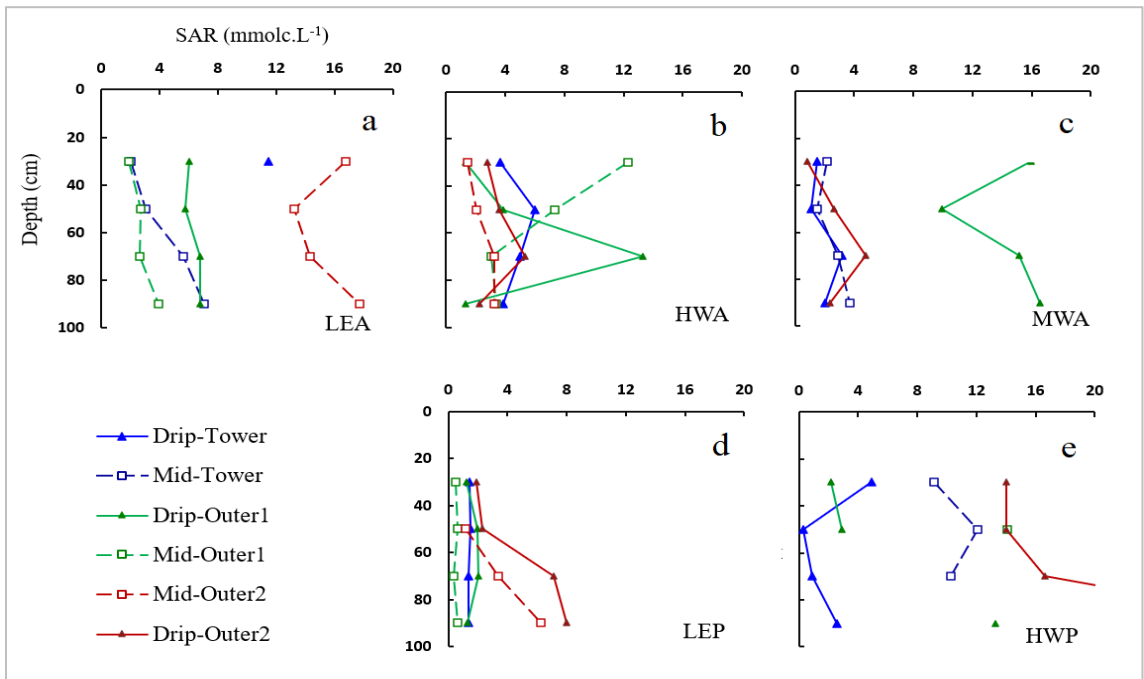 SAR (mmolc.L⁻¹)
0 4 8 12 16 20
0 4 8 12 16 20
0 4 8 12 16 20
0
20
40
60
80
100
Depth (cm)
a
b
c
LEA
HWA
MWA
0 4 8 12 16 20
0 4 8 12 16 20
0
20
40
60
80
100
d
e
LEP
HWP
Drip-Tower
Mid-Tower
Drip-Outer1
Mid-Outer1
Mid-Outer2
Drip-Outer2